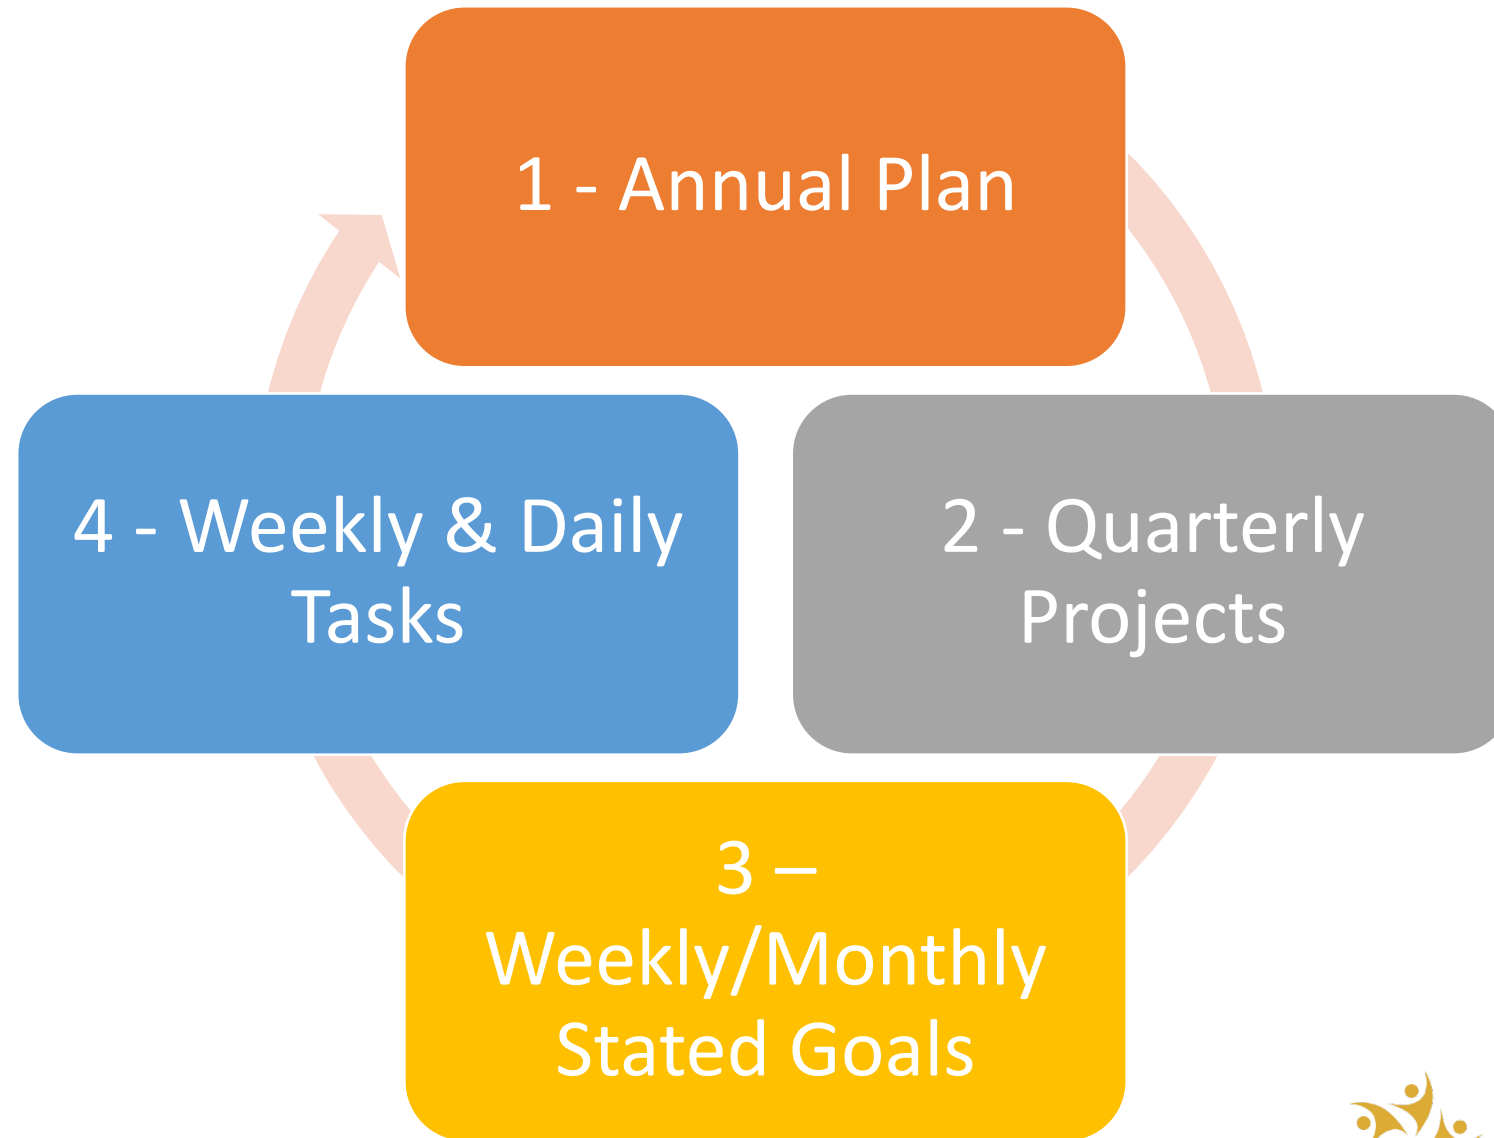 1 - Annual Plan
2 - Quarterly
Projects
3 –
Weekly/Monthly
Stated Goals
4 - Weekly & Daily
Tasks